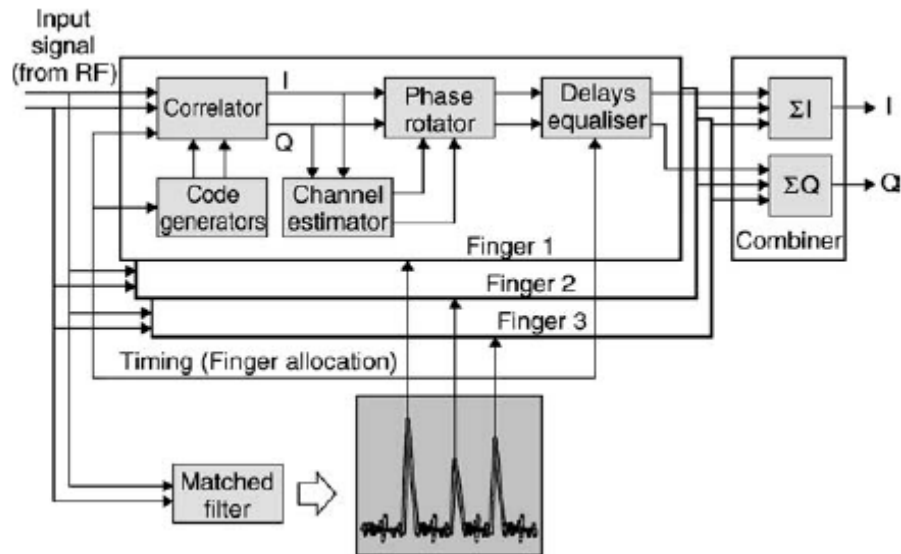 Input
signal
(from RF)
Correlator
I
Q
Phase
rotator
Delays
equaliser
Code
generators
Channel
estimator
Finger 1
Finger 2
Finger 3
ΣI
I
ΣQ
Q
Combiner
Timing (Finger allocation)
Matched
filter